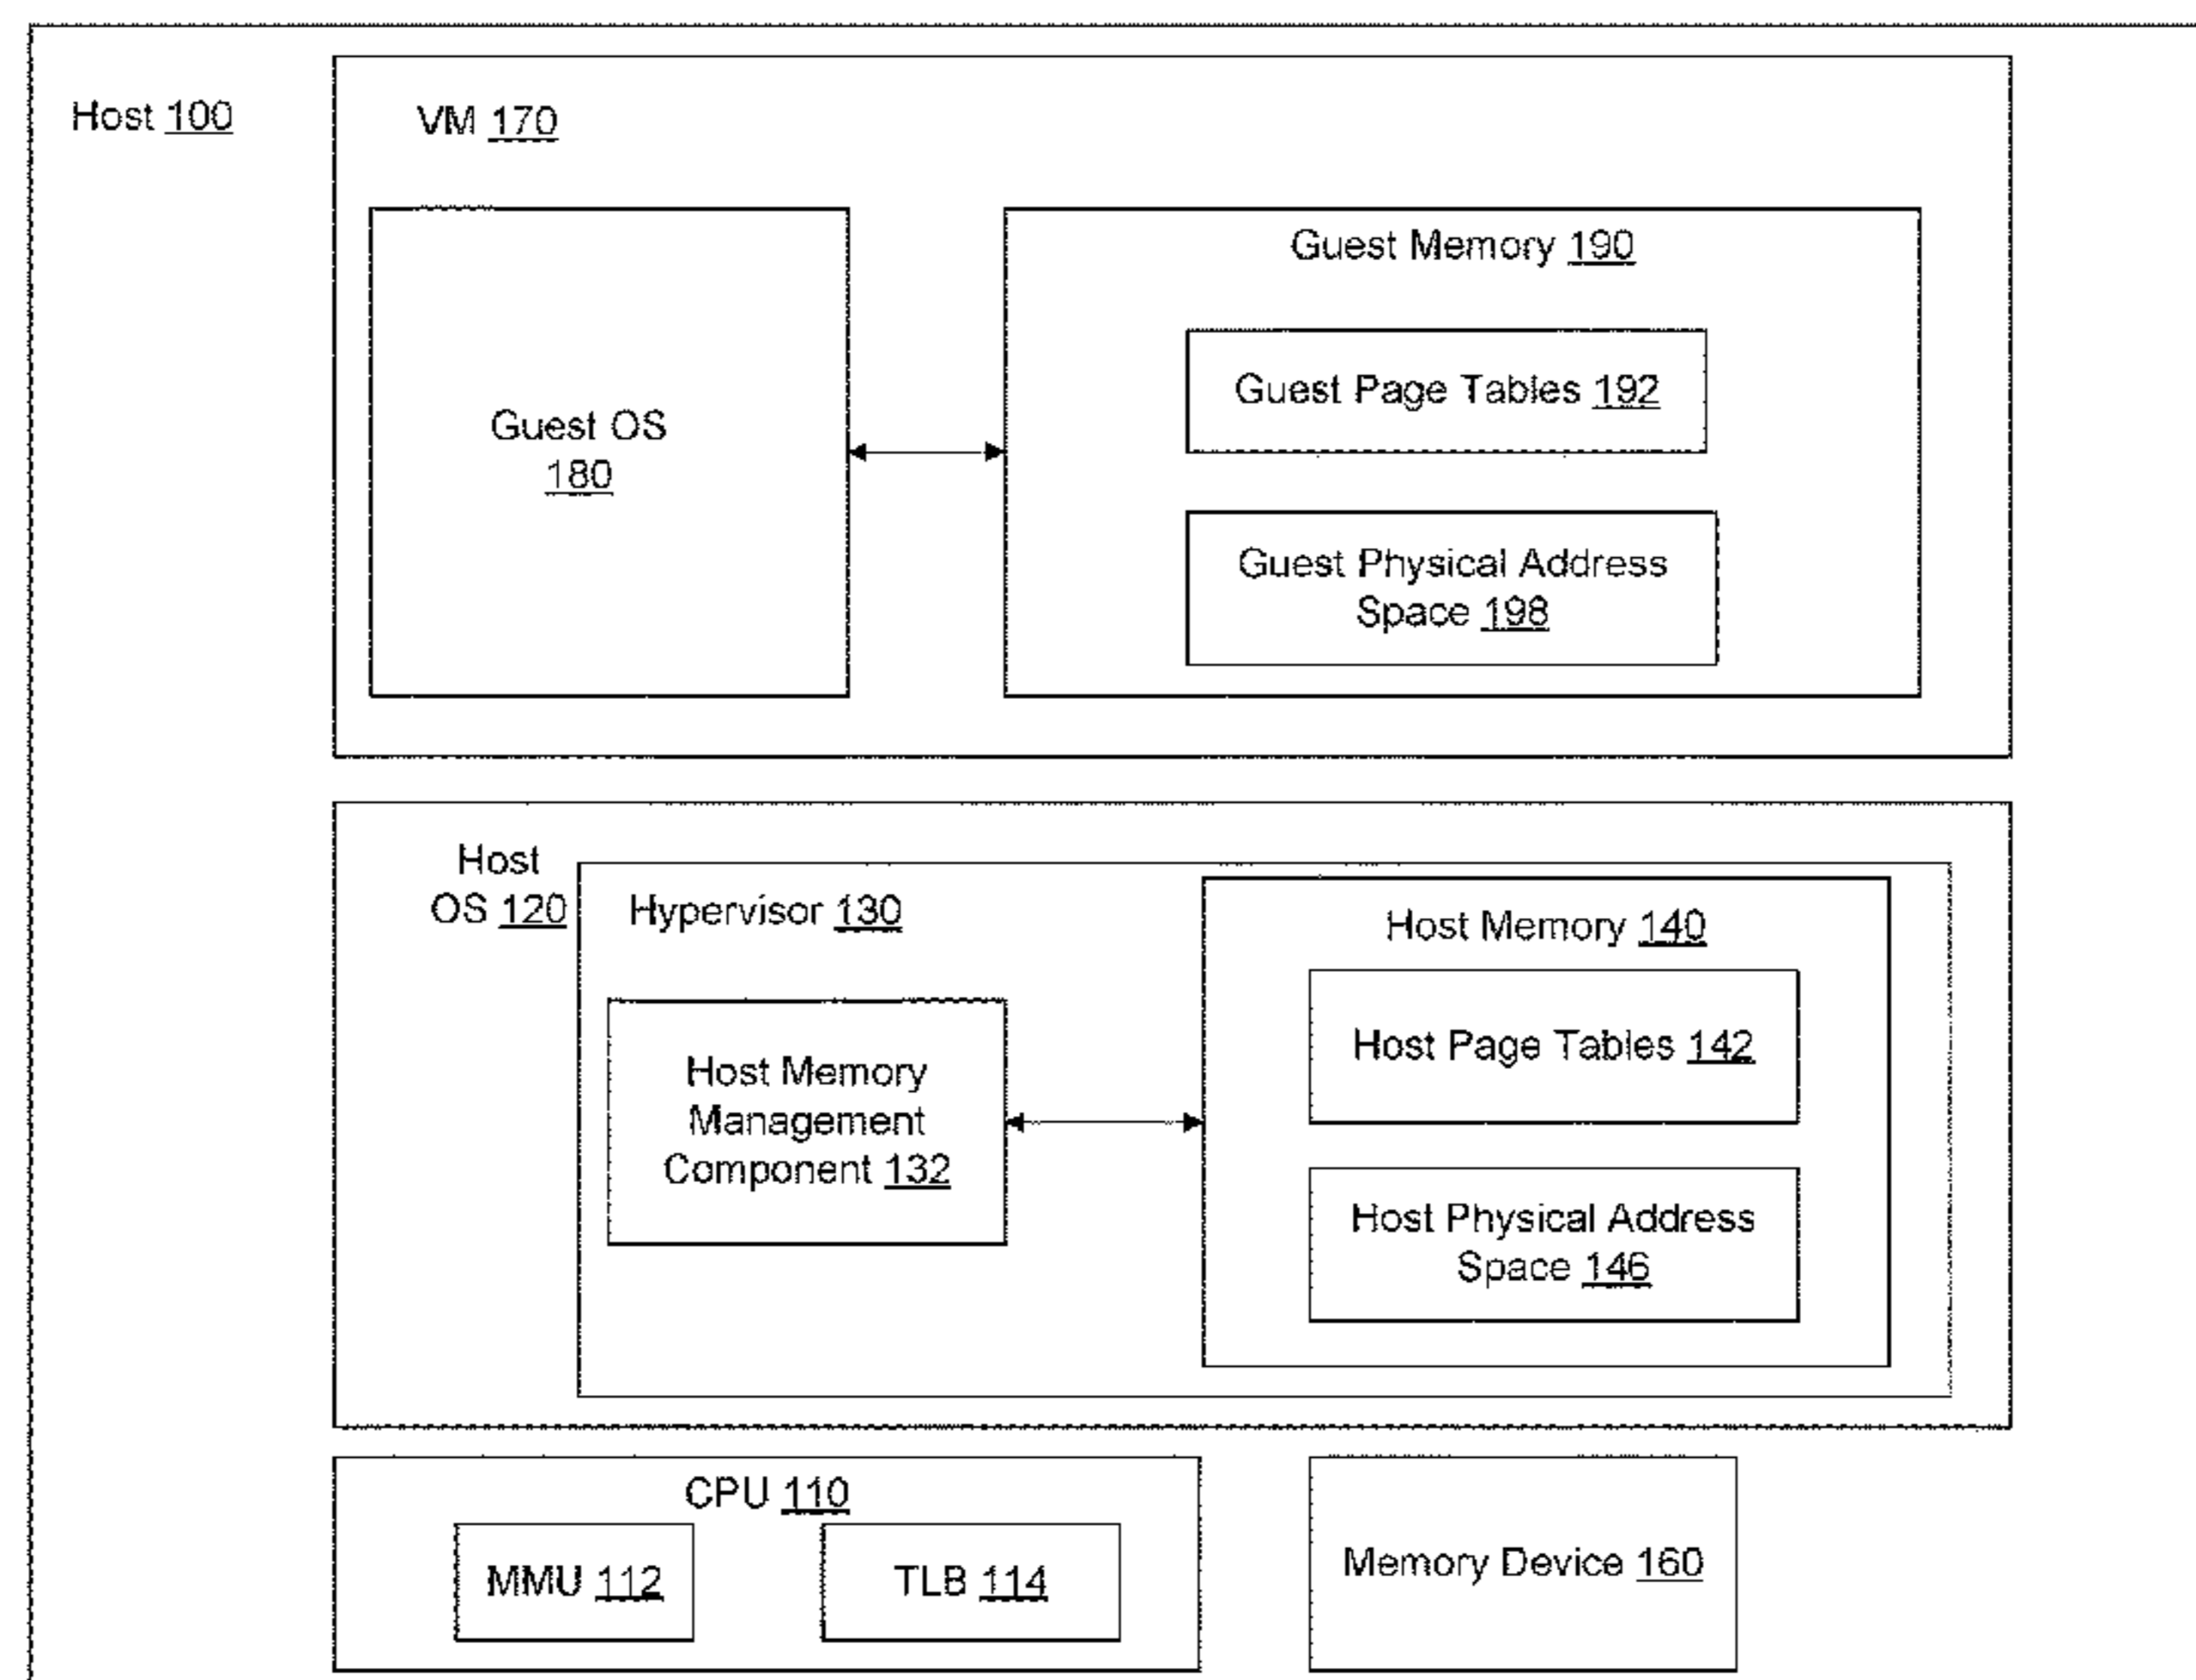 Host 100
VM 170
Guest OS
180
Guest Memory 190
Guest Page Tables 192
Guest Physical Address
Space 198
Host
OS 120
Hypervisor 130
Host Memory
Management
Component 132
Host Memory 140
Host Page Tables 142
Host Physical Address
Space 146
CPU 110
MMU 112
TLB 114
Memory Device 160